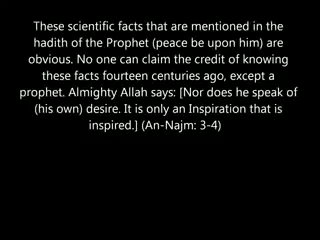 These scientific facts that are mentioned in the
hadith of the Prophet (peace be upon him) are
obvious. No one can claim the credit of knowing
these facts fourteen centuries ago, except a
prophet. Almighty Allah says: [Nor does he speak of
(his own) desire. It is only an Inspiration that is
inspired.] (An-Najm: 3-4)